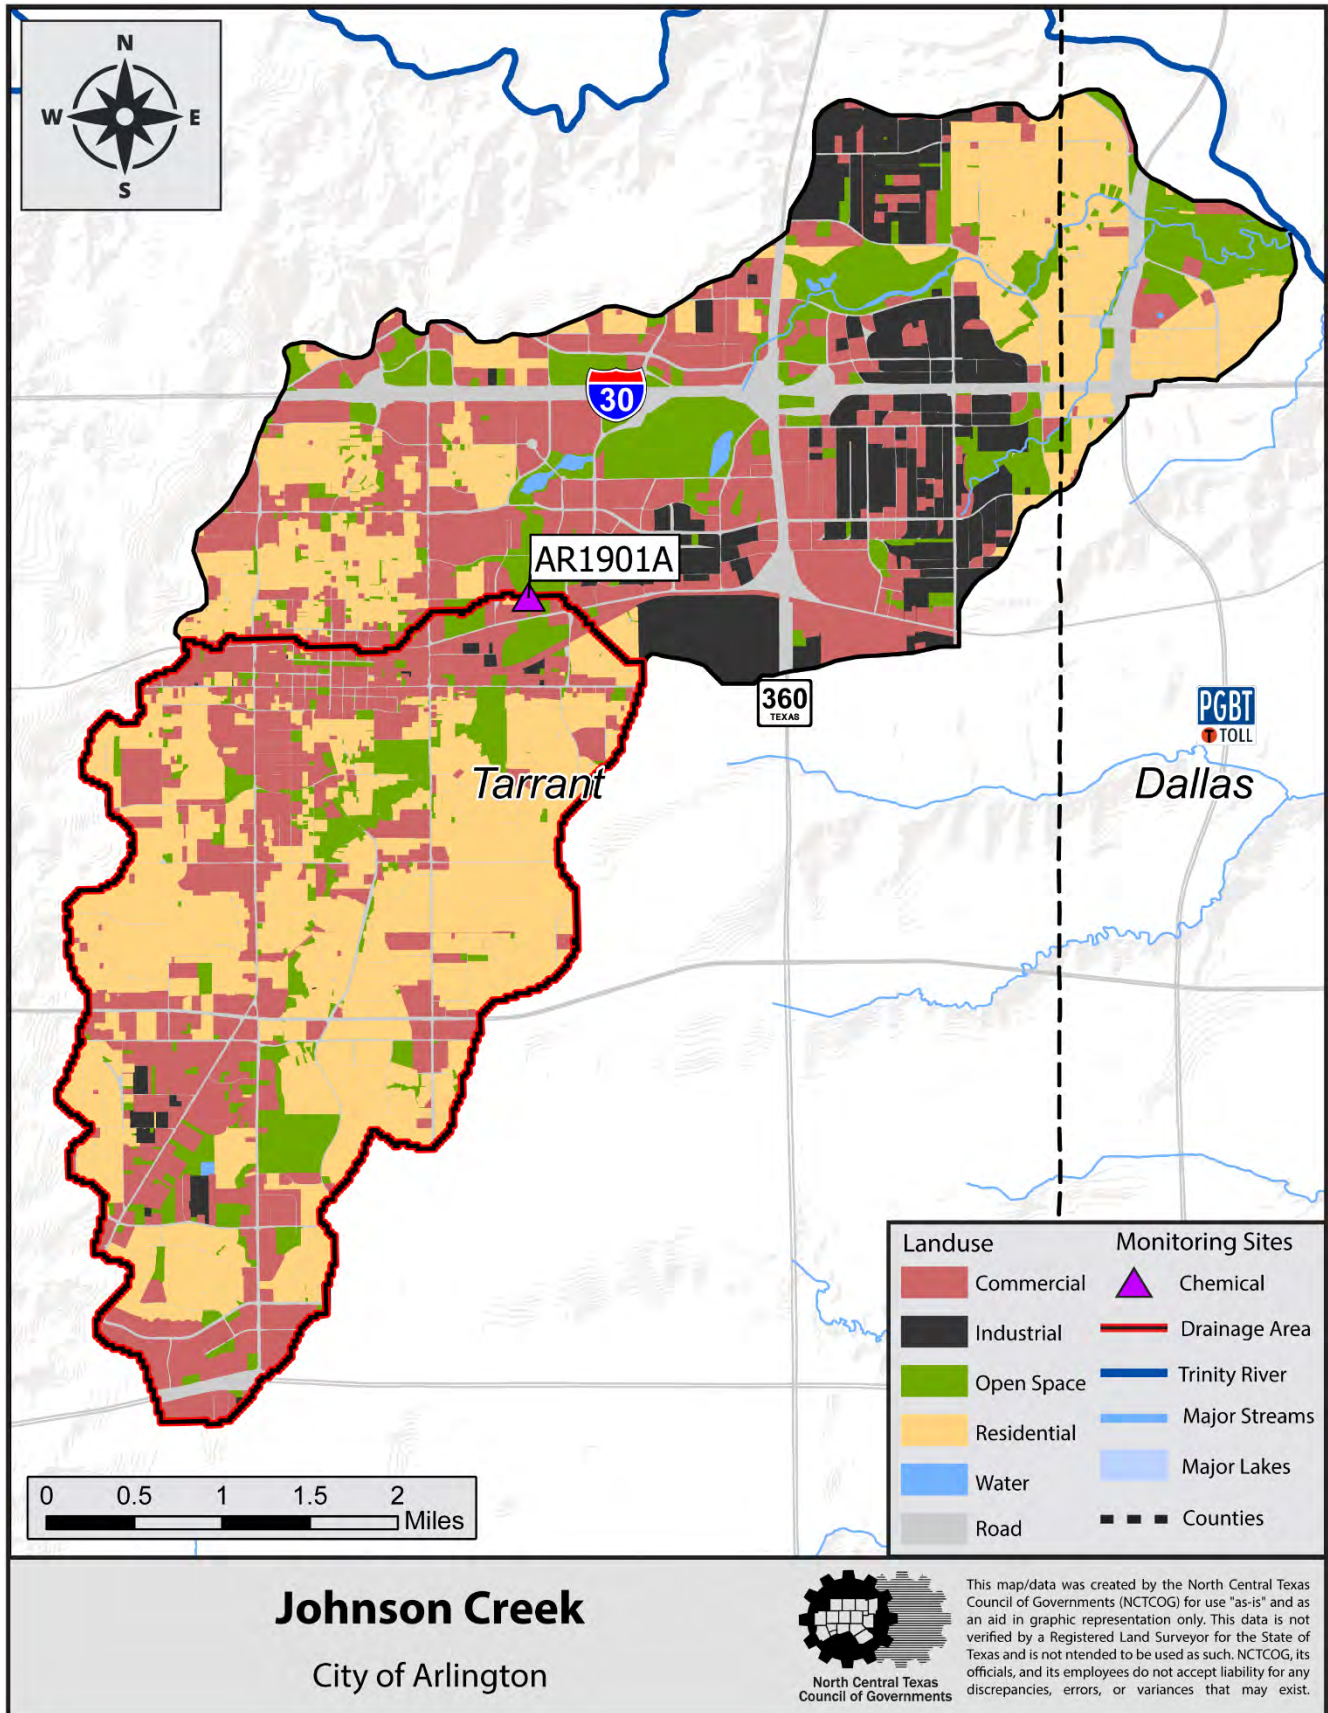 N
W E
S
30
AR1901A
360
TEXAS
PGBT
T TOLL
Tarrant
Dallas
Landuse
Commercial
Industrial
Open Space
Residential
Water
Road
Monitoring Sites
Chemical
Drainage Area
Trinity River
Major Streams
Major Lakes
Counties
0 0.5 1 1.5 2
Miles
Johnson Creek
City of Arlington
North Central Texas
Council of Governments
This map/data was created by the North Central Texas
Council of Governments (NCTCOG) for use "as-is" and as
an aid in graphic representation only. This data is not
verified by a Registered Land Surveyor for the State of
Texas and is not ntended to be used as such. NCTCOG, its
officials, and its employees do not accept liability for any
discrepancies, errors, or variances that may exist.